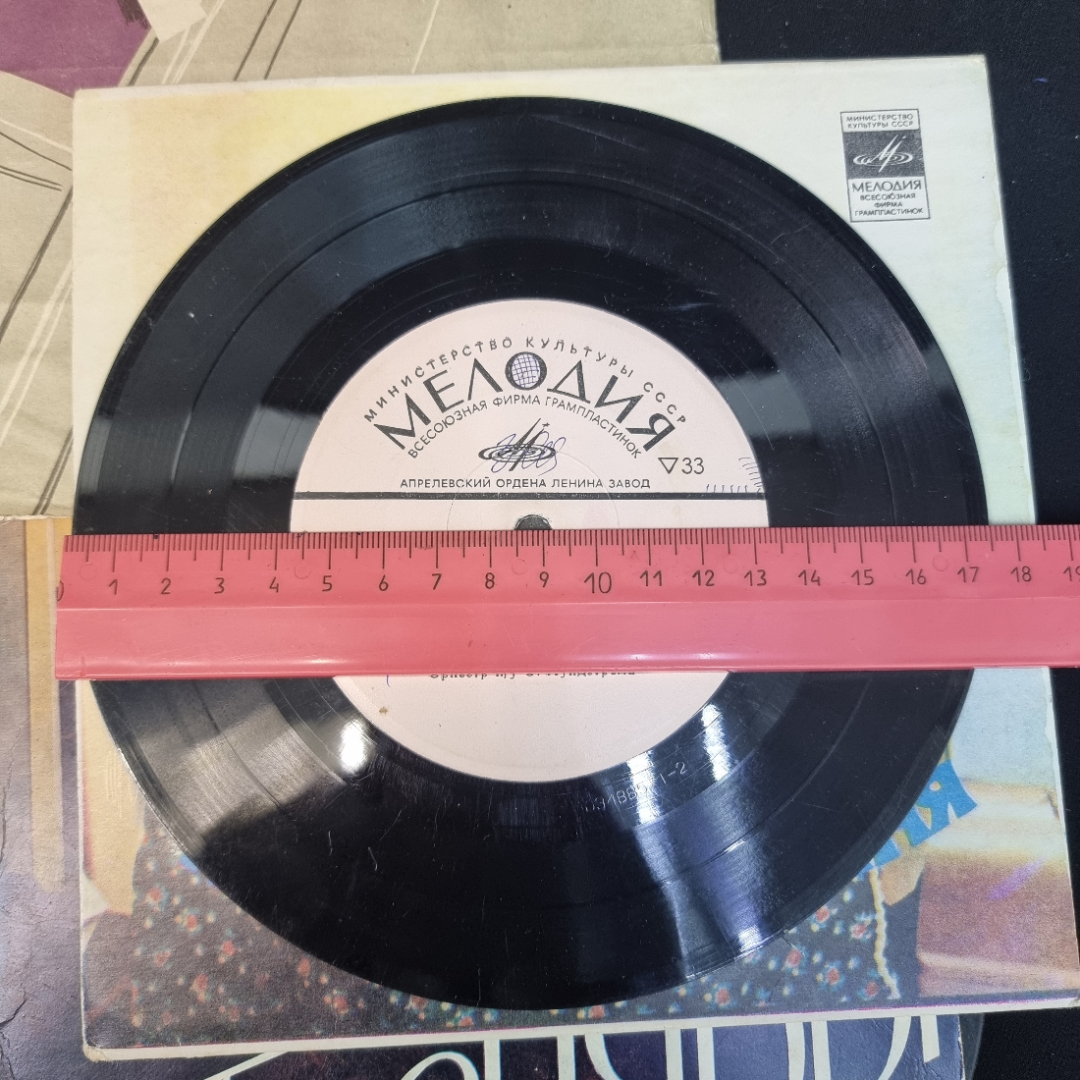 МИНИСТЕРСТВО
КУЛЬТУРЫ СССР
МЕЛОДИЯ
ВСЕСОЮЗНАЯ
ФИРМА
ГРАМПЛАСТИНОК
МИНИСТЕРСТВО КУЛЬТУРЫ СССР
МЕЛОДИЯ
ВСЕСОЮЗНАЯ ФИРМА ГРАМПЛАСТИНОК
▽33
АПРЕЛЕВСКИЙ ОРДЕНА ЛЕНИНА ЗАВОД
1 2 3 4 5 6 7 8 9 10 11 12 13 14 15 16 17 18 19